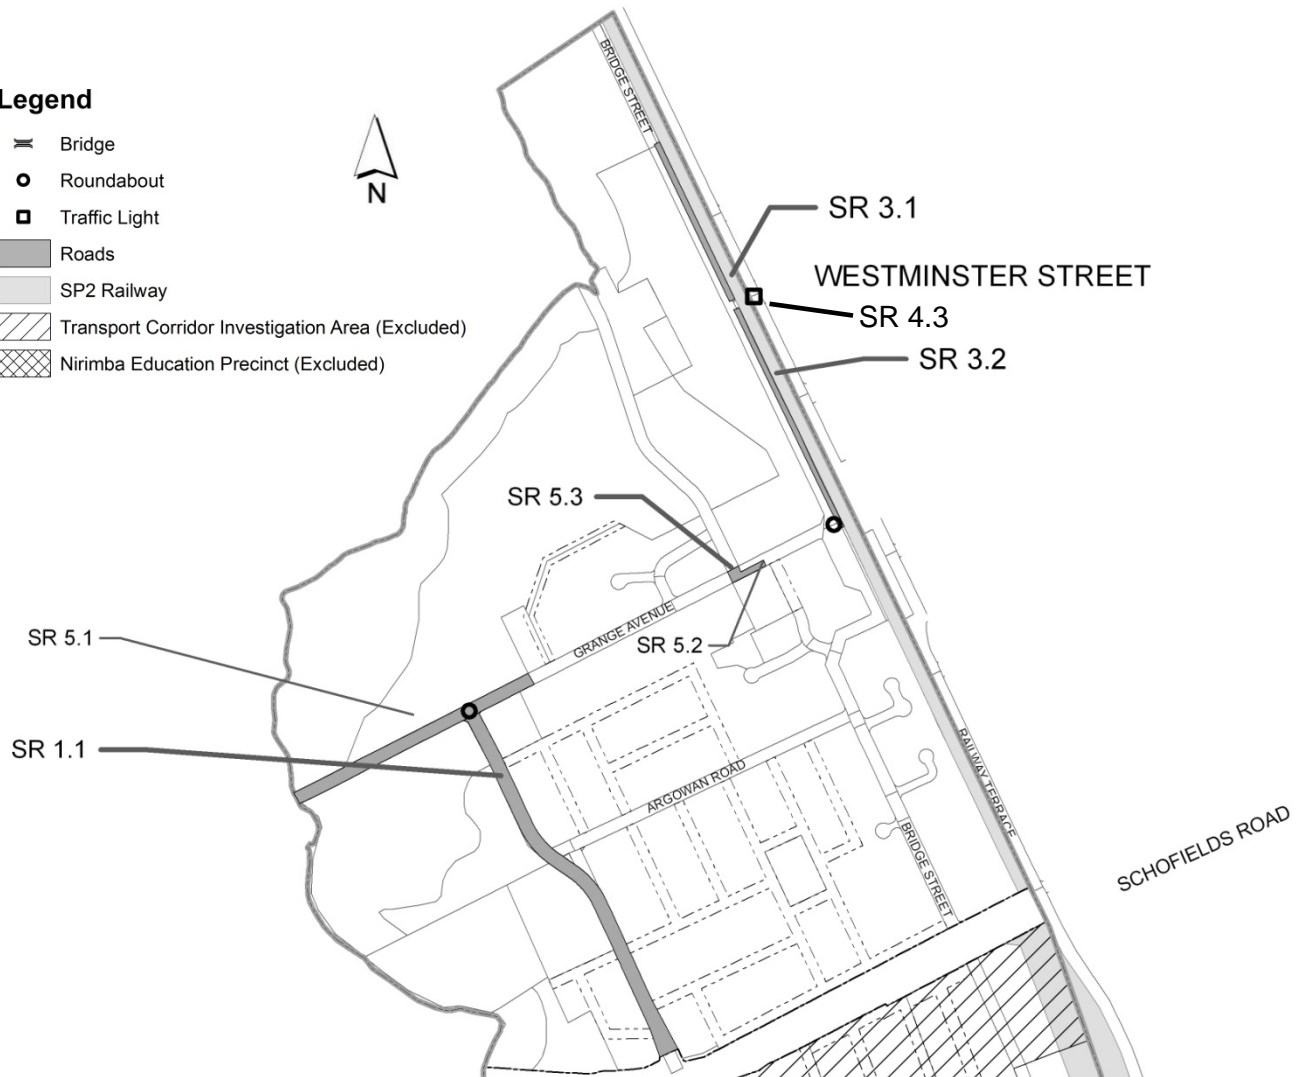 Legend
Bridge
Roundabout
Traffic Light
Roads
SP2 Railway
Transport Corridor Investigation Area (Excluded)
Nirimba Education Precinct (Excluded)
N
BRIDGE STREET
SR 3.1
WESTMINSTER STREET
SR 4.3
SR 3.2
SR 5.3
GRANGE AVENUE
SR 5.2
SR 5.1
SR 1.1
ARGOWAN ROAD
RAILWAY TERRACE
BRIDGE STREET
SCHOFIELDS ROAD